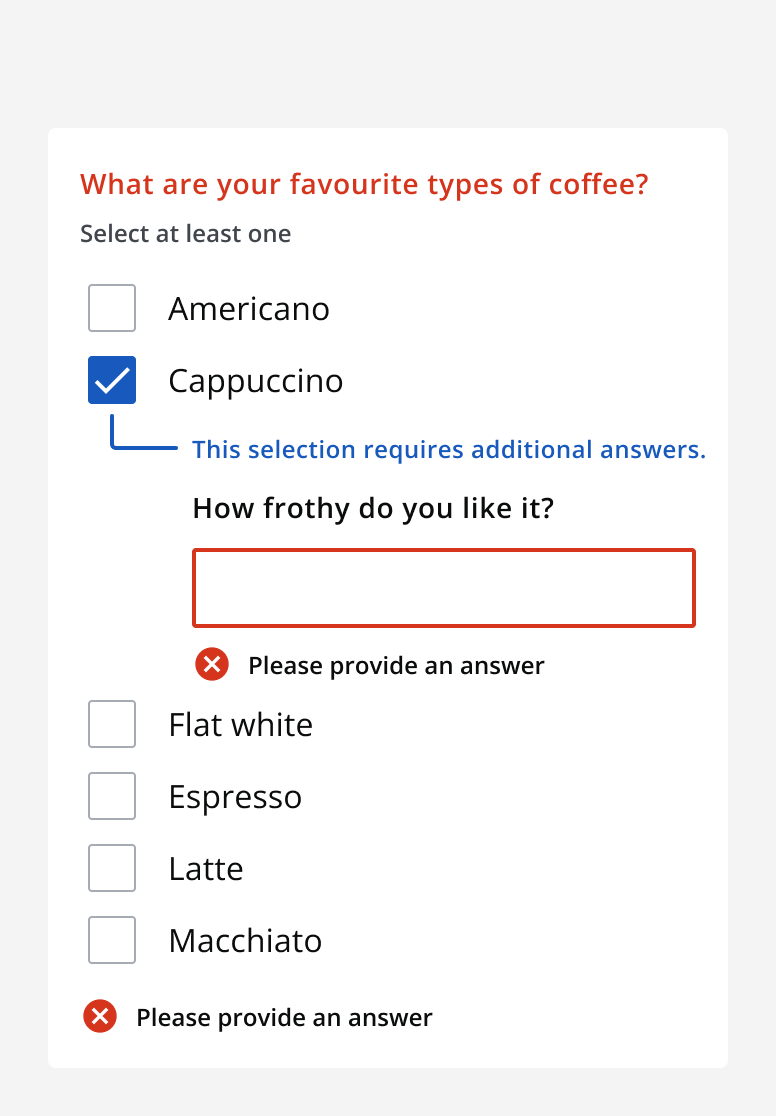 What are your favourite types of coffee?
Select at least one
Americano
Cappuccino
This selection requires additional answers.
How frothy do you like it?
Please provide an answer
Flat white
Espresso
Latte
Macchiato
Please provide an answer